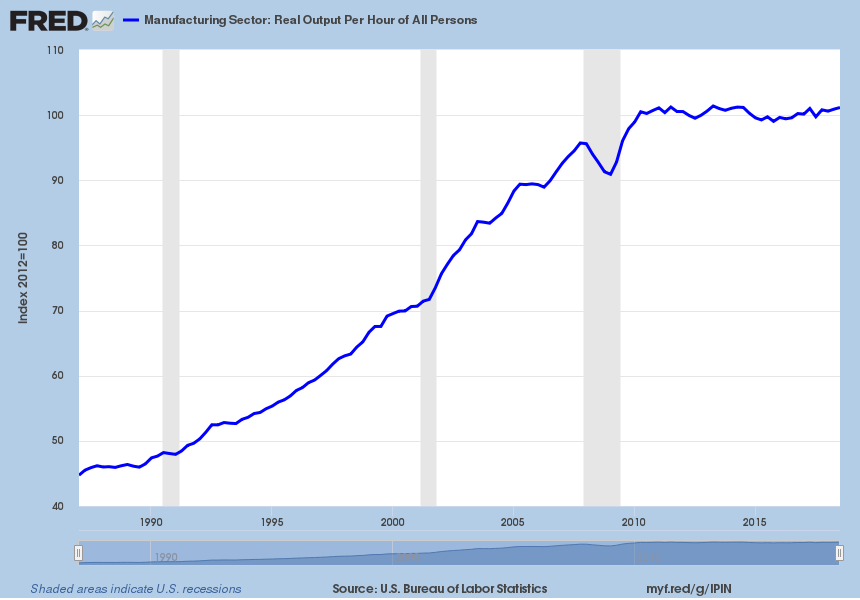 FRED
Manufacturing Sector: Real Output Per Hour of All Persons
110
100
90
80
70
60
50
40
Index 2012=100
1990
1995
2000
2005
2010
2015
1990
Shaded areas indicate U.S. recessions
Source: U.S. Bureau of Labor Statistics
myf.red/g/IPIN